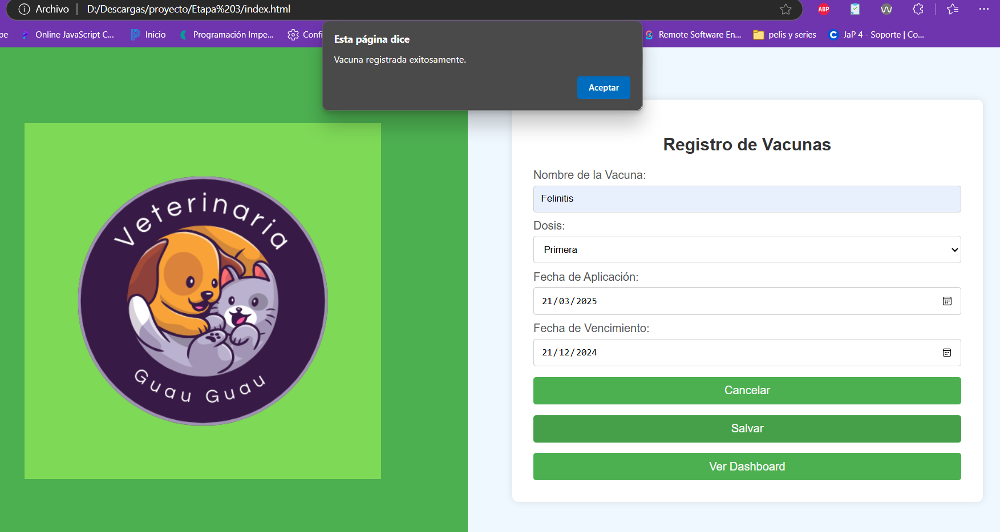 Archivo | D:/Descargas/proyecto/Etapa%203/index.html
ABP
pe Online JavaScript C... Inicio Programación Impe... Confi Remote Software En... pelis y series JaP 4 - Soporte | Co...
Esta página dice
Vacuna registrada exitosamente.
Aceptar
Veterinaria
Guau Guau
Registro de Vacunas
Nombre de la Vacuna:
Felinitis
Dosis:
Primera
Fecha de Aplicación:
21/03/2025
Fecha de Vencimiento:
21/12/2024
Cancelar
Salvar
Ver Dashboard